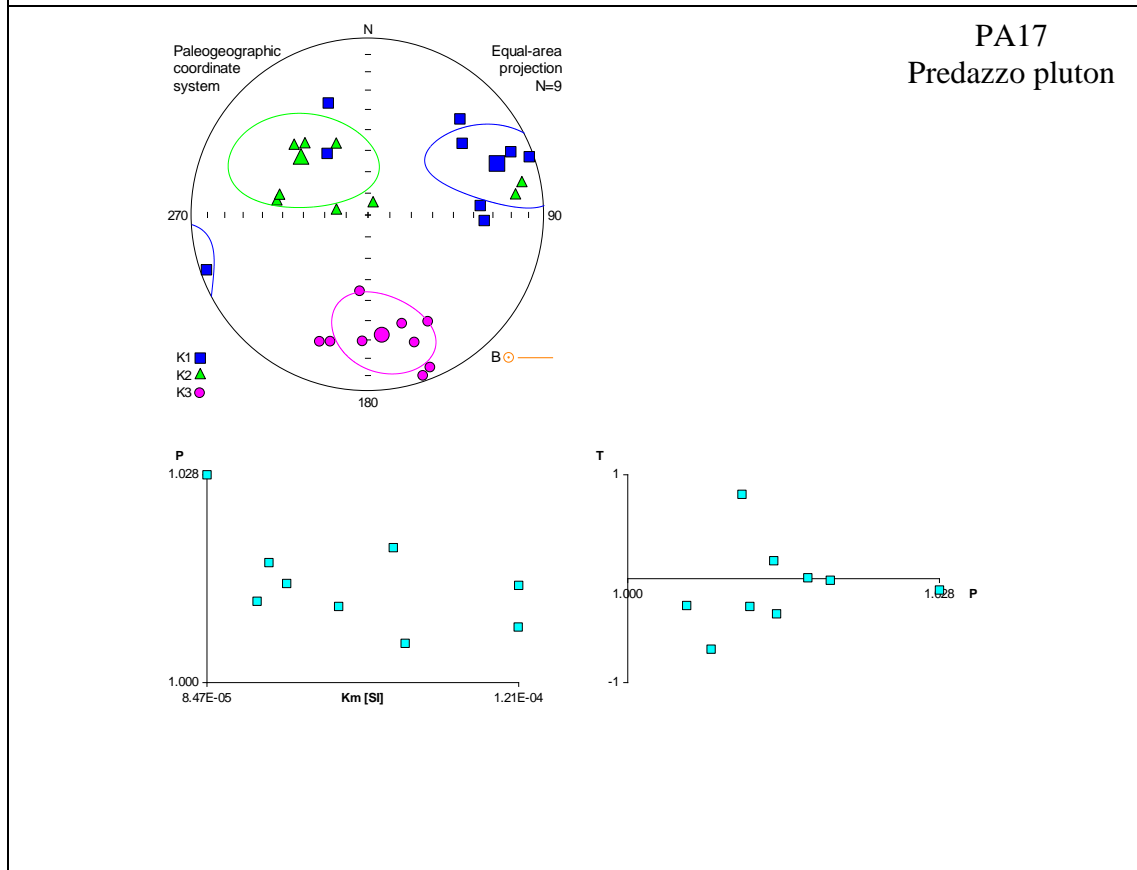 PA17
Predazzo pluton
N
Paleogeographic
coordinate
system
Equal-area
projection
N=9
270
90
B
K1
K2
K3
180
P
1.028
1.000
8.47E-05
Km [SI]
1.21E-04
T
1
1.000
1.028
P
-1